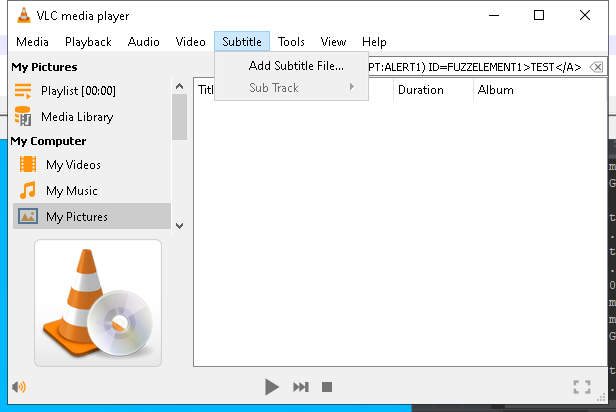 VLC media player
Media Playback Audio Video Subtitle Tools View Help
My Pictures
PT:ALERT1) ID=FUZZELEMENT1>TEST</A>
Add Subtitle File...
Sub Track
Playlist [00:00]
Titl Duration Album
Media Library
My Computer
My Videos
My Music
My Pictures